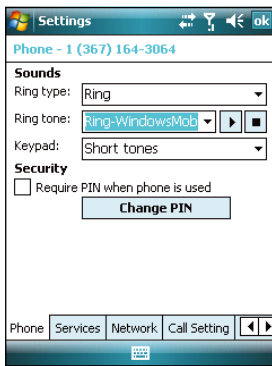 Settings ok
Phone - 1 (367) 164-3064
Sounds
Ring type: Ring
Ring tone: Ring-WindowsMob
Keypad: Short tones
Security
Require PIN when phone is used
Change PIN
Phone Services Network Call Setting